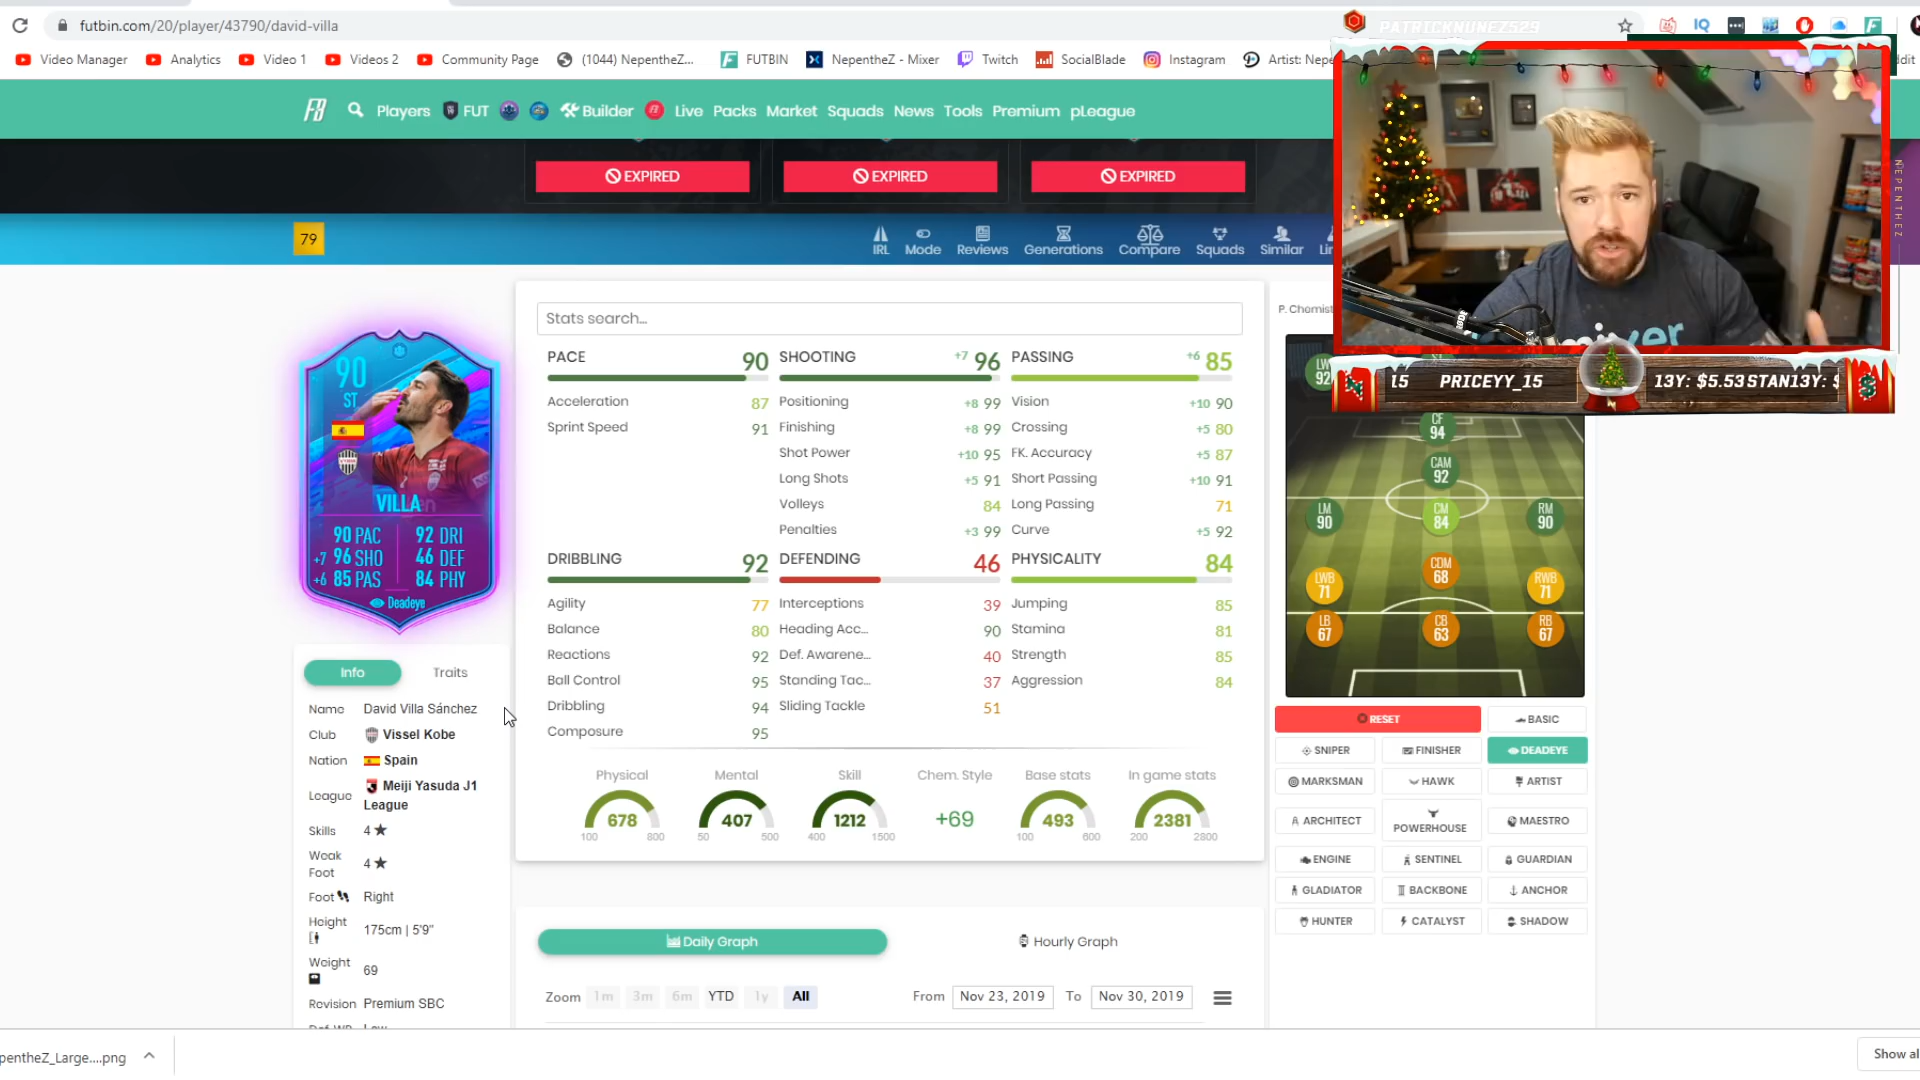 futbin.com/20/player/43790/david-villa
PATRICKNUNEZ529
Video Manager Analytics Video 1 Videos 2 Community Page (1044) NepentheZ... FUTBIN NepentheZ - Mixer Twitch SocialBlade Instagram Artist: Nepe
Players FUT Builder Live Packs Market Squads News Tools Premium pLeague
EXPIRED EXPIRED EXPIRED
79
IRL Mode Reviews Generations Compare Squads Similar
NEPENTHEZ
15 PRICEYY_15 13Y: $5.53 STAN13Y: $
90
ST
VILLA
90 PAC 92 DRI
+7 96 SHO 46 DEF
+6 85 PAS 84 PHY
Deadeye
Info Traits
Name David Villa Sánchez
Club Vissel Kobe
Nation Spain
League Meiji Yasuda J1 League
Skills 4★
Weak Foot 4★
Foot Right
Height 175cm | 5'9"
Weight 69
Revision Premium SBC
Stats search...
PACE 90
Acceleration 87
Sprint Speed 91
SHOOTING +7 96
Positioning +8 99
Finishing +8 99
Shot Power +10 95
Long Shots +5 91
Volleys 84
Penalties +3 99
PASSING +6 85
Vision +10 90
Crossing +5 80
FK. Accuracy +5 87
Short Passing +10 91
Long Passing 71
Curve +5 92
DRIBBLING 92
Agility 77
Balance 80
Reactions 92
Ball Control 95
Dribbling 94
Composure 95
DEFENDING 46
Interceptions 39
Heading Acc... 90
Def. Awarene... 40
Standing Tac... 37
Sliding Tackle 51
PHYSICALITY 84
Jumping 85
Stamina 81
Strength 85
Aggression 84
Physical Mental Skill Chem. Style Base stats In game stats
678 407 1212 +69 493 2381
100 800 50 500 400 1500 100 600 200 2800
Daily Graph Hourly Graph
Zoom 1m 3m 6m YTD 1y All From Nov 23, 2019 To Nov 30, 2019
P. Chemist
LW 92
CF 94
CAM 92
LM 90
CM 84
RM 90
CDM 68
LWB 71
RWB 71
LB 67
CB 63
RB 67
RESET BASIC
SNIPER FINISHER DEADEYE
MARKSMAN HAWK ARTIST
ARCHITECT POWERHOUSE MAESTRO
ENGINE SENTINEL GUARDIAN
GLADIATOR BACKBONE ANCHOR
HUNTER CATALYST SHADOW
pentheZ_Large....png
Show al